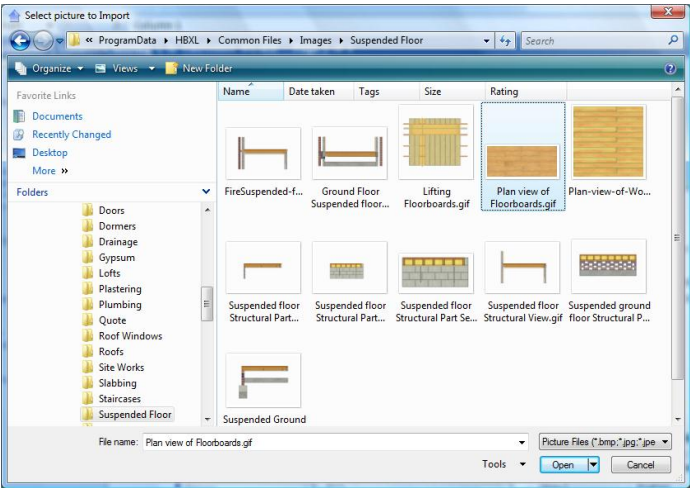 Select picture to Import
« ProgramData HBXL Common Files Images Suspended Floor
Search
Organize Views New Folder
Favorite Links
Documents
Recently Changed
Desktop
More »
Folders
Doors
Dormers
Drainage
Gypsum
Lofts
Plastering
Plumbing
Quote
Roof Windows
Roofs
Site Works
Slabbing
Staircases
Suspended Floor
Name Date taken Tags Size Rating
FireSuspended-f...
Ground Floor
Suspended floor...
Lifting
Floorboards.gif
Plan view of
Floorboards.gif
Plan-view-of-Wo...
Suspended floor
Structural Part...
Suspended floor
Structural Part...
Suspended floor
Structural Part Se...
Suspended floor
Structural View.gif
Suspended ground
floor Structural P...
Suspended Ground
File name: Plan view of Floorboards.gif
Picture Files (*.bmp;*.jpg;*.jpe
Tools Open Cancel